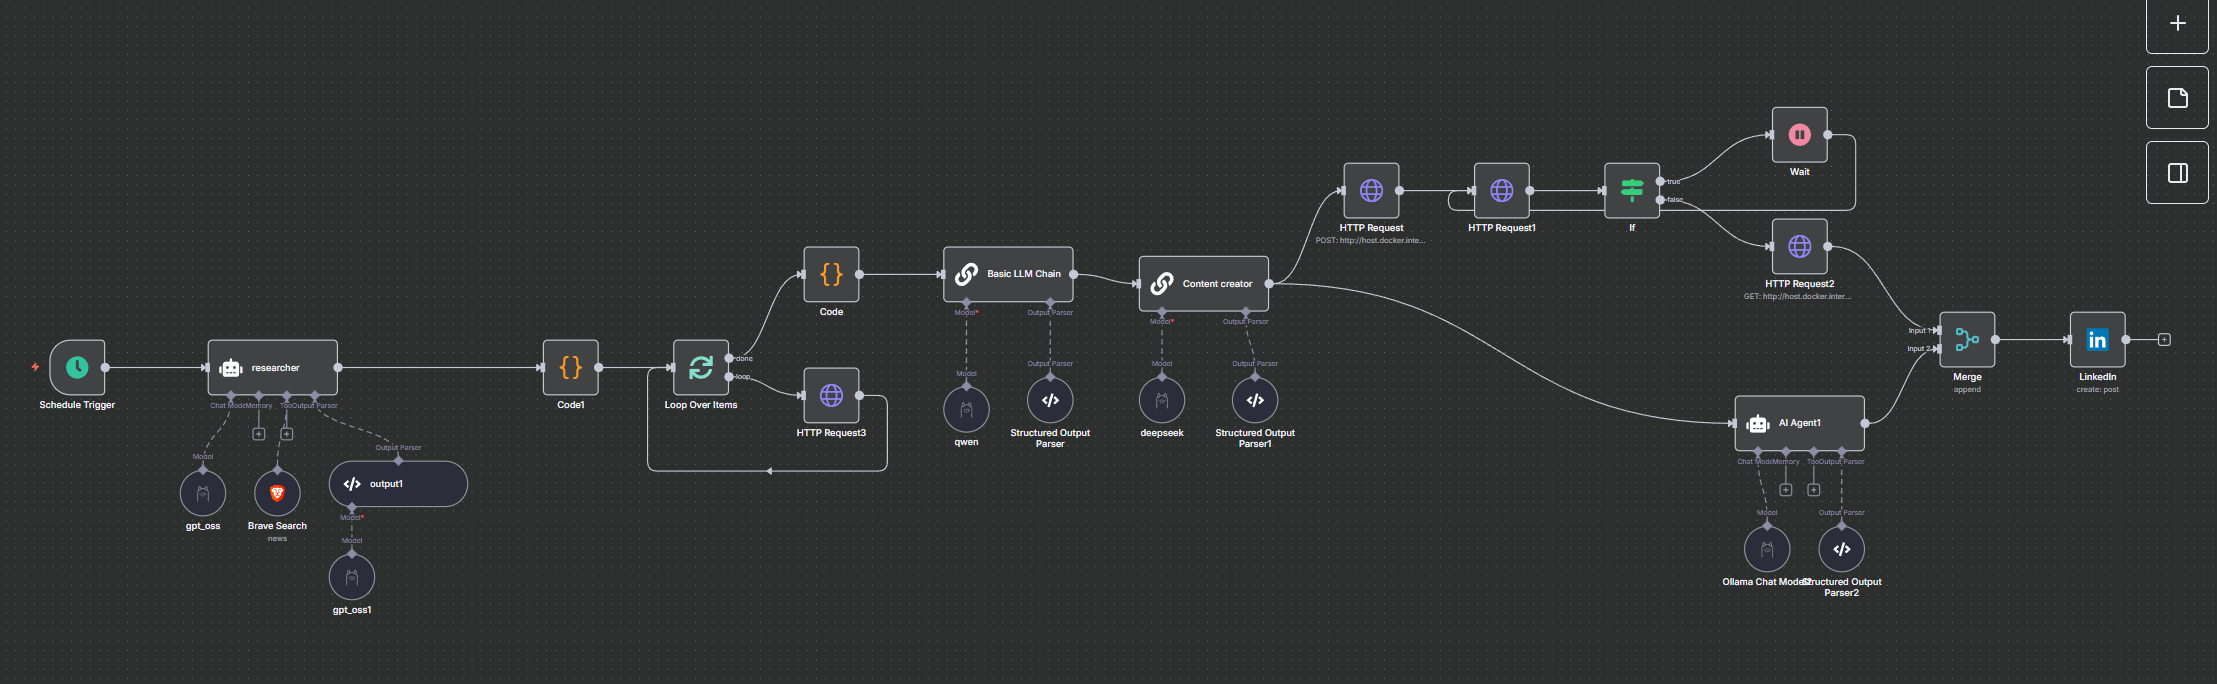 Wait
true
false
HTTP Request
POST: http://host.docker.inte...
HTTP Request1
If
HTTP Request2
GET: http://host.docker.inter...
Code
Basic LLM Chain
Model*
Output Parser
Content creator
Model*
Output Parser
Schedule Trigger
researcher
Chat Mod
Memory
Too
Output Parser
Code1
Loop Over Items
done
loop
HTTP Request3
Model
qwen
Output Parser
Structured Output
Parser
Model
deepseek
Output Parser
Structured Output
Parser1
Input 1
Input 2
Merge
append
in
LinkedIn
create: post
AI Agent1
Chat Mod
Memory
Too
Output Parser
Model
gpt_oss
Brave Search
news
Output Parser
output1
Model*
Model
gpt_oss1
Model
Ollama Chat Model
Output Parser
Structured Output
Parser2